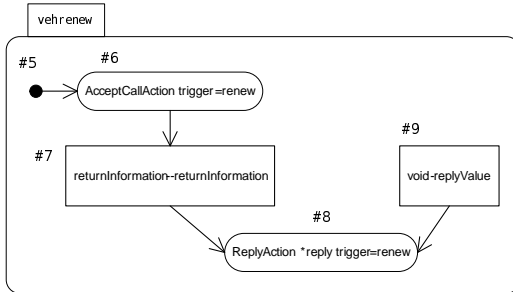 vehrenew
#5
#6
AcceptCallAction trigger=renew
#9
#7
returnInformation--returnInformation
void-replyValue
#8
ReplyAction *reply trigger=renew